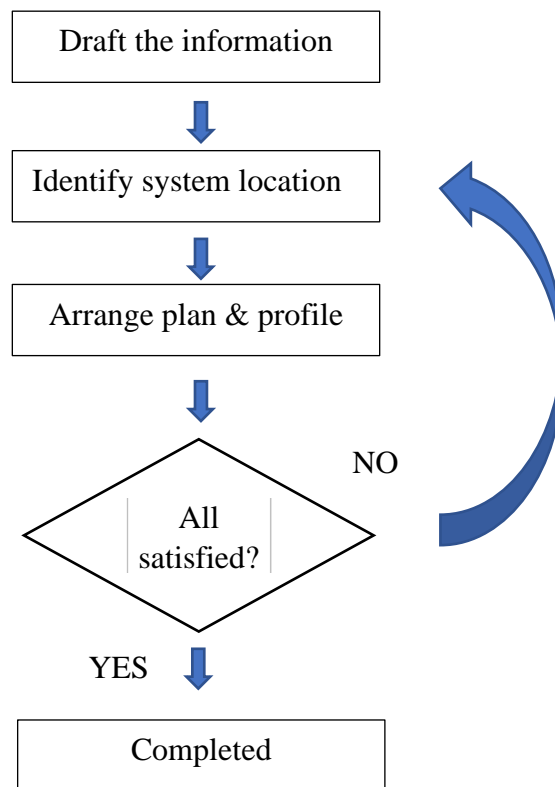 Draft the information
Identify system location
Arrange plan & profile
NO
All
satisfied?
YES
Completed